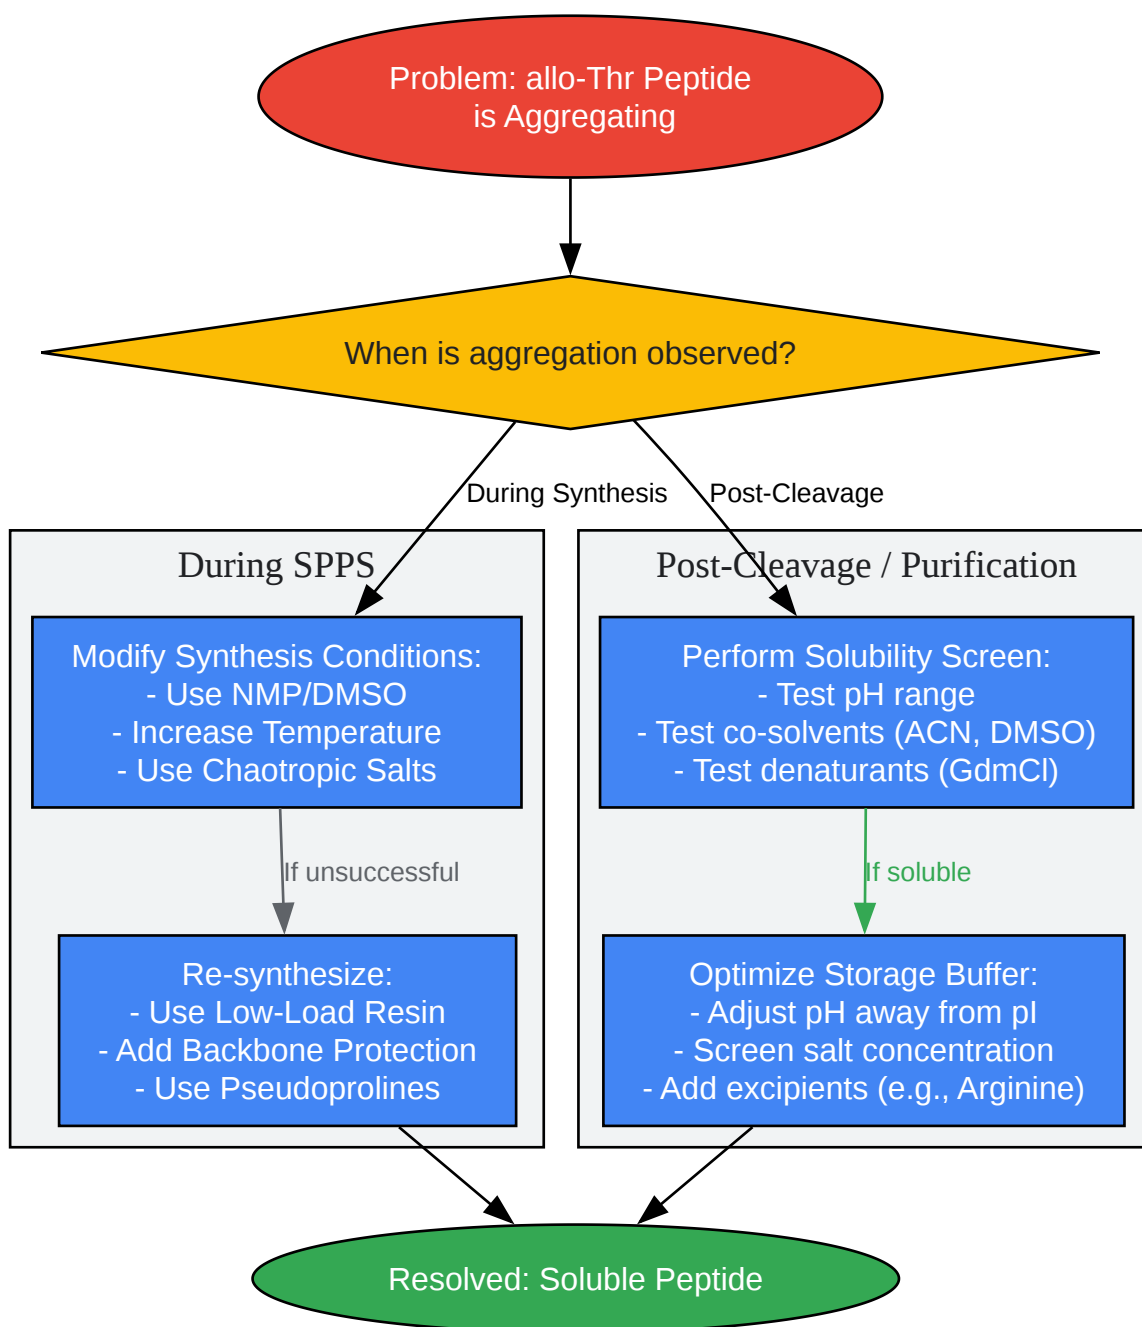 Problem: allo-Thr Peptide
is Aggregating
When is aggregation observed?
During Synthesis
Post-Cleavage
During SPPS
Modify Synthesis Conditions:
- Use NMP/DMSO
- Increase Temperature
- Use Chaotropic Salts
If unsuccessful
Re-synthesize:
- Use Low-Load Resin
- Add Backbone Protection
- Use Pseudoprolines
Post-Cleavage / Purification
Perform Solubility Screen:
- Test pH range
- Test co-solvents (ACN, DMSO)
- Test denaturants (GdmCl)
If soluble
Optimize Storage Buffer:
- Adjust pH away from pI
- Screen salt concentration
- Add excipients (e.g., Arginine)
Resolved: Soluble Peptide